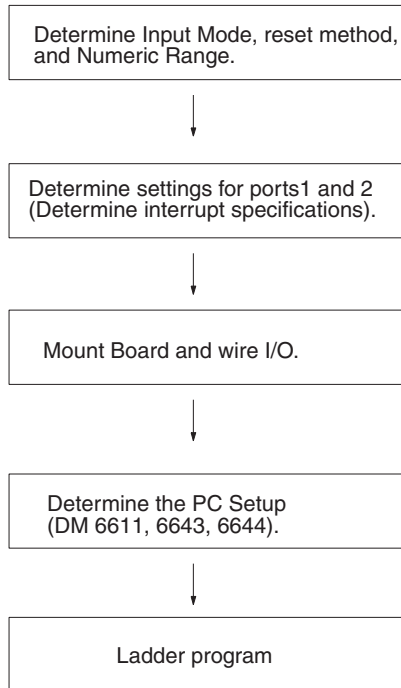 Determine Input Mode, reset method,
and Numeric Range.
Determine settings for ports1 and 2
(Determine interrupt specifications).
Mount Board and wire I/O.
Determine the PC Setup
(DM 6611, 6643, 6644).
Ladder program